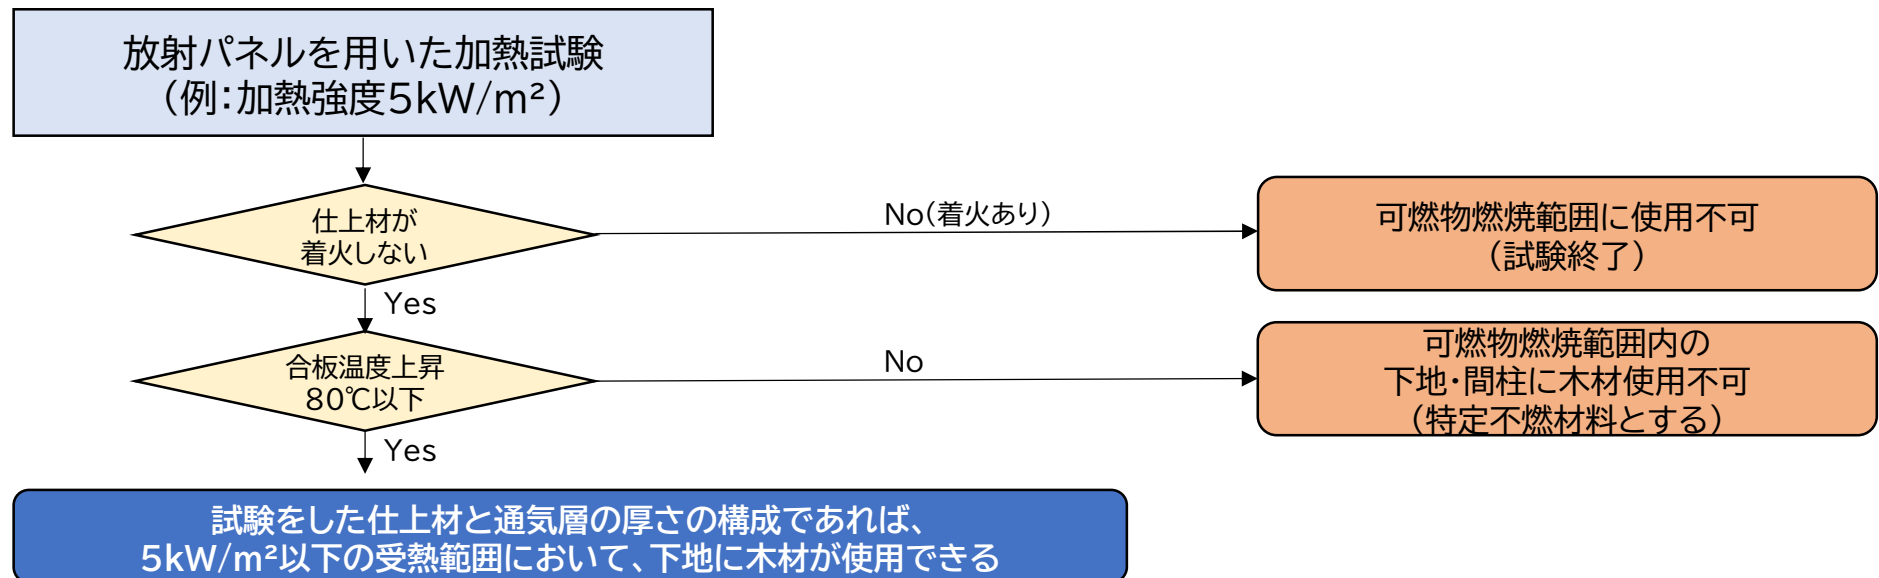 放射パネルを用いた加熱試験
（例：加熱強度5kW/m²）
仕上材が
着火しない
No（着火あり）
可燃物燃焼範囲に使用不可
（試験終了）
Yes
合板温度上昇
80℃以下
No
可燃物燃焼範囲内の
下地・間柱に木材使用不可
（特定不燃材料とする）
Yes
試験をした仕上材と通気層の厚さの構成であれば、
5kW/m²以下の受熱範囲において、下地に木材が使用できる